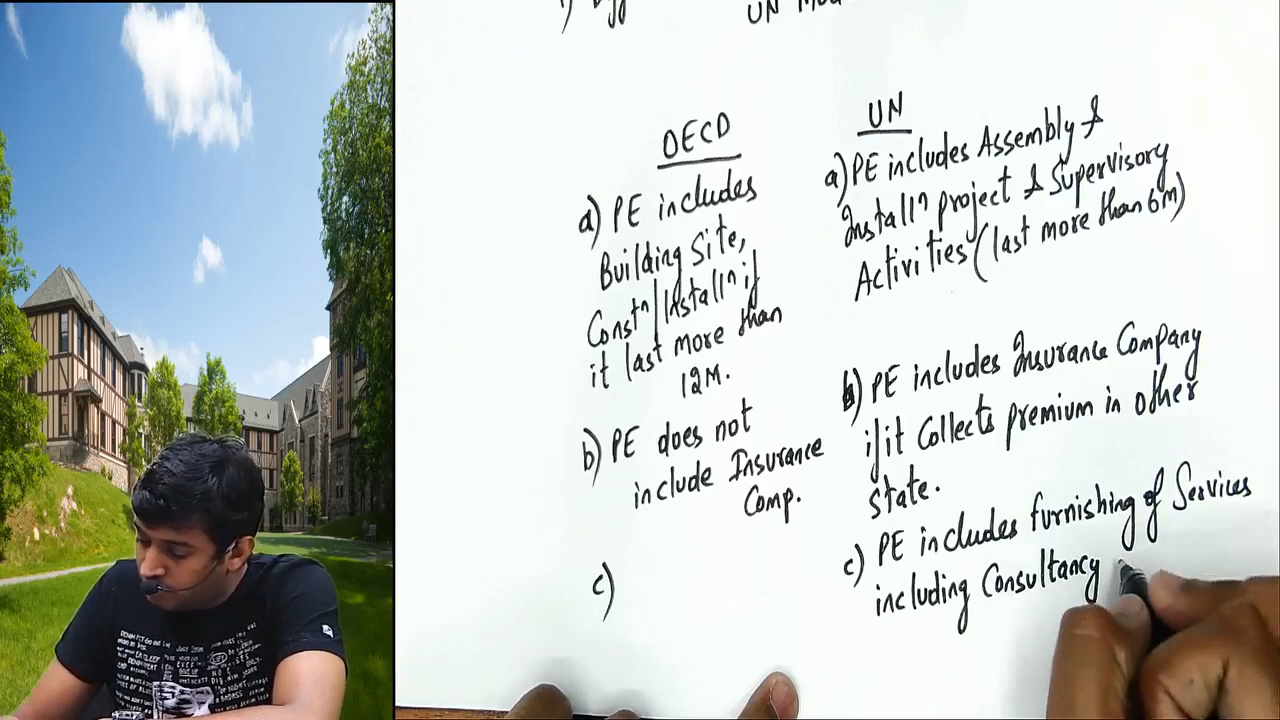 UN
OECD
a) PE includes
Building Site,
Constⁿ/Installⁿ if
it last more than
12M.
b) PE does not
include Insurance
Comp.
c)
UN
a) PE includes Assembly &
Installⁿ project & Supervisory
Activities (last more than 6m)
b) PE includes Insurance Company
if it Collects premium in other
state.
c) PE includes furnishing of Services
including Consultancy